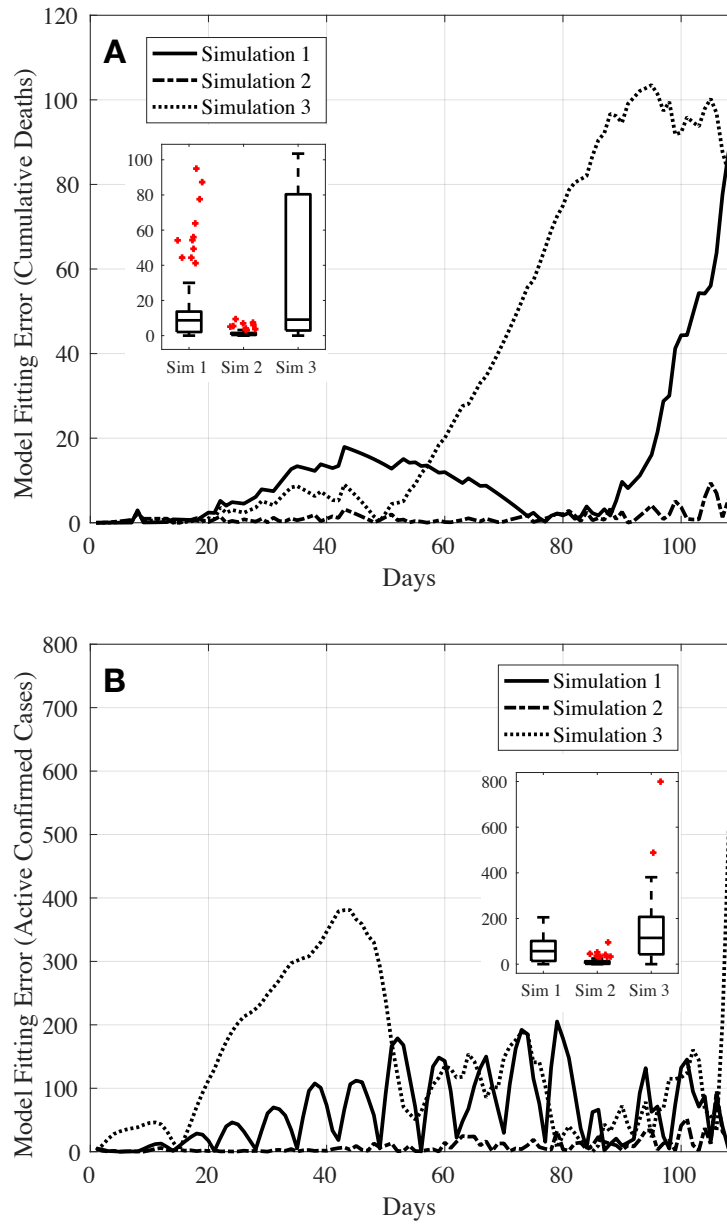 A
Simulation 1
Simulation 2
Simulation 3
Model Fitting Error (Cumulative Deaths)
120
100
80
60
40
20
0
100
80
60
40
20
0
Sim 1 Sim 2 Sim 3
0 20 40 60 80 100
Days
B
Simulation 1
Simulation 2
Simulation 3
Model Fitting Error (Active Confirmed Cases)
800
700
600
500
400
300
200
100
0
800
600
400
200
0
Sim 1 Sim 2 Sim 3
0 20 40 60 80 100
Days